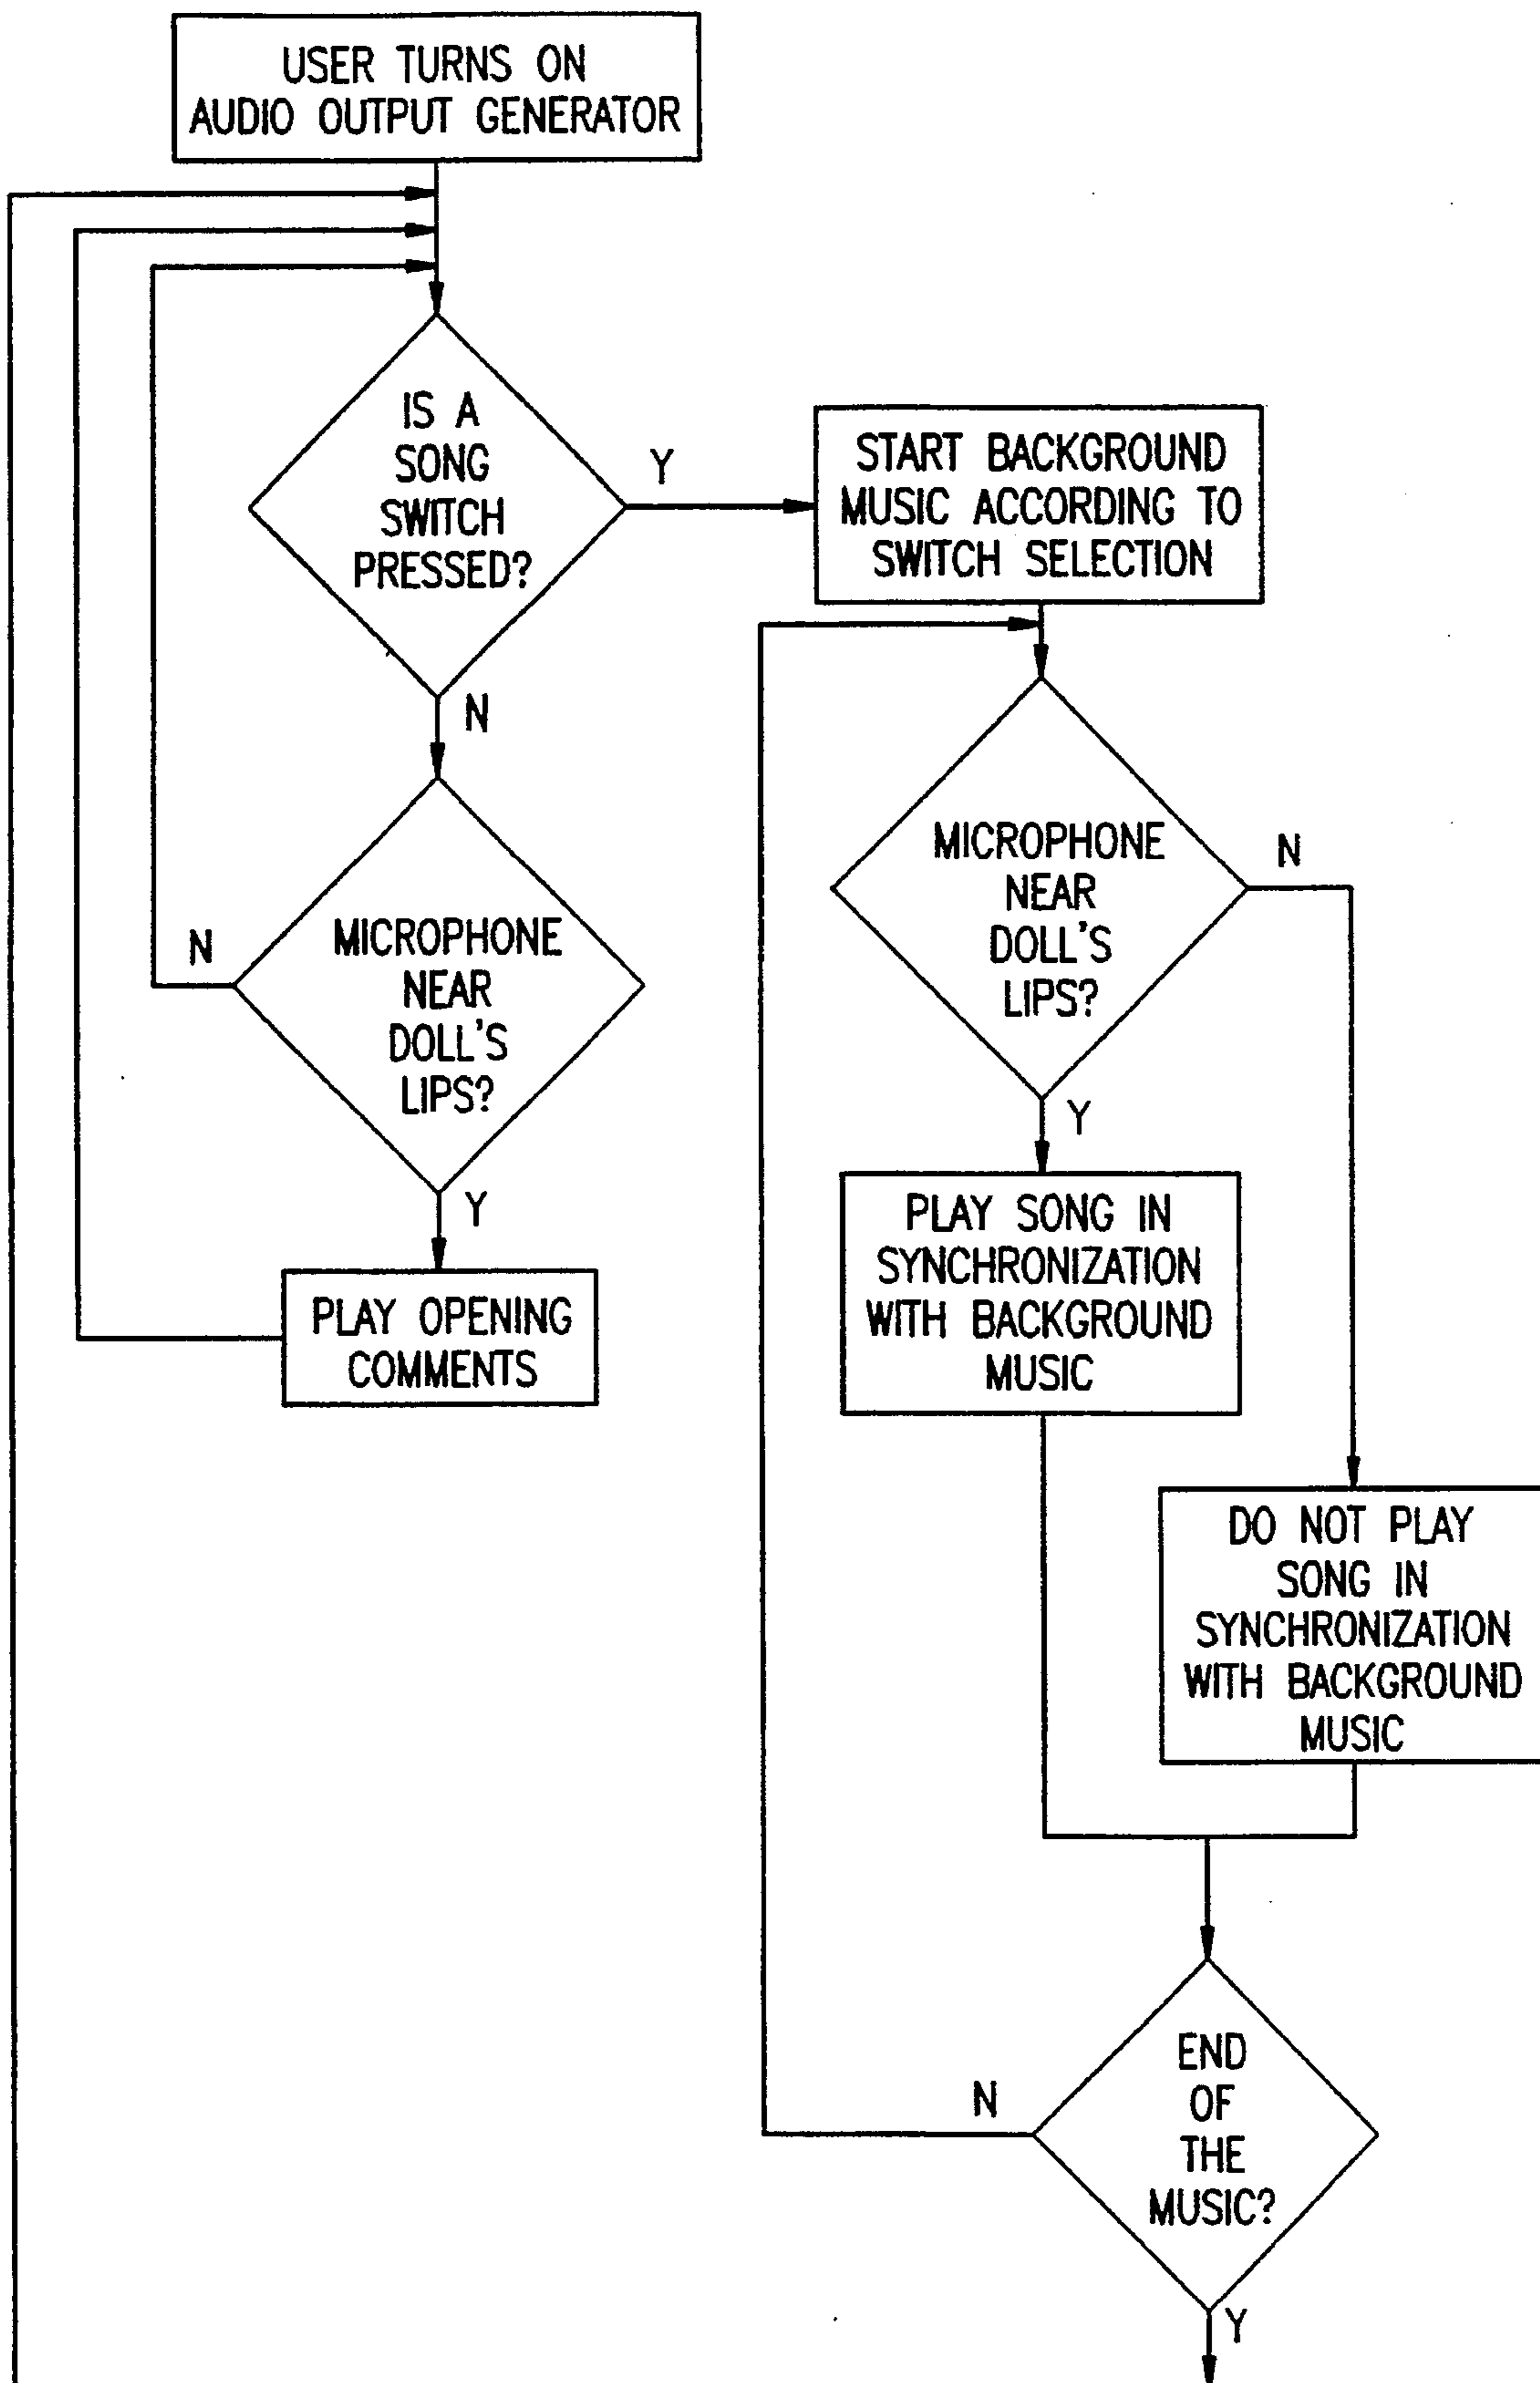 USER TURNS ON
AUDIO OUTPUT GENERATOR
IS A
SONG
SWITCH
PRESSED?
Y
N
START BACKGROUND
MUSIC ACCORDING TO
SWITCH SELECTION
MICROPHONE
NEAR
DOLL'S
LIPS?
N
Y
PLAY OPENING
COMMENTS
MICROPHONE
NEAR
DOLL'S
LIPS?
N
Y
PLAY SONG IN
SYNCHRONIZATION
WITH BACKGROUND
MUSIC
DO NOT PLAY
SONG IN
SYNCHRONIZATION
WITH BACKGROUND
MUSIC
END
OF
THE
MUSIC?
N
Y